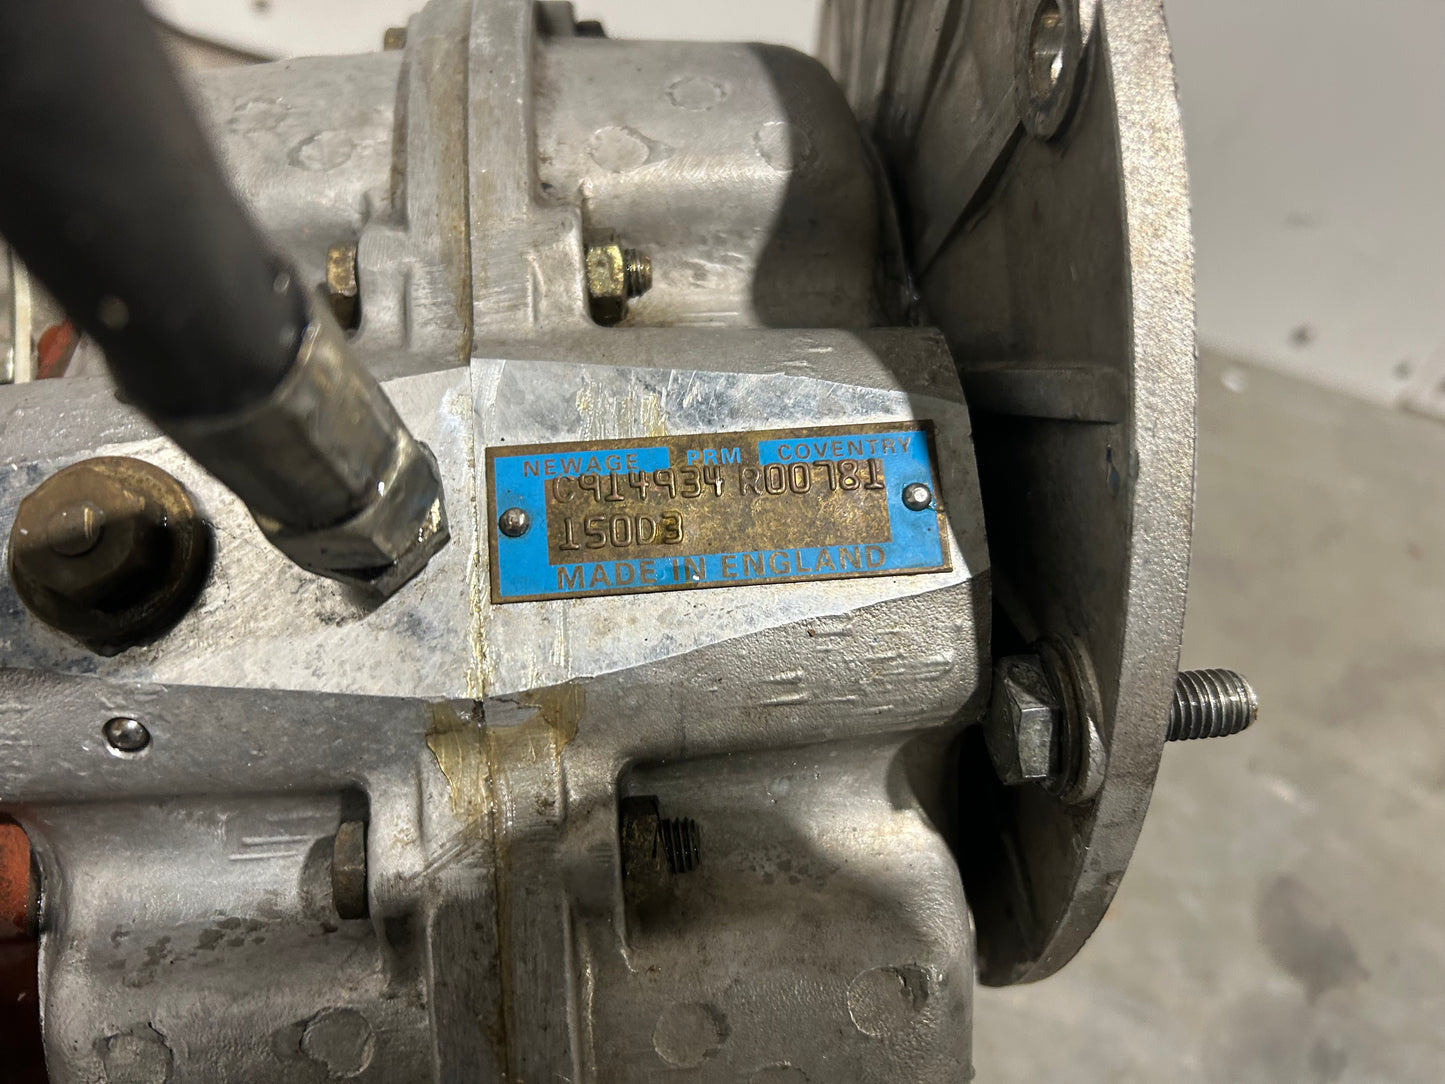 NEWAGE PRM COVENTRY
C914934 R00781
150D3
MADE IN ENGLAND